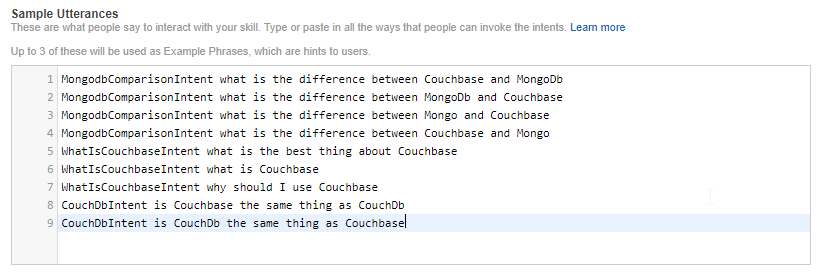 Sample Utterances
These are what people say to interact with your skill. Type or paste in all the ways that people can invoke the intents. Learn more
Up to 3 of these will be used as Example Phrases, which are hints to users.
1 MongodbComparisonIntent what is the difference between Couchbase and MongoDb
2 MongodbComparisonIntent what is the difference between MongoDb and Couchbase
3 MongodbComparisonIntent what is the difference between Mongo and Couchbase
4 MongodbComparisonIntent what is the difference between Couchbase and Mongo
5 WhatIsCouchbaseIntent what is the best thing about Couchbase
6 WhatIsCouchbaseIntent what is Couchbase
7 WhatIsCouchbaseIntent why should I use Couchbase
8 CouchDbIntent is Couchbase the same thing as CouchDb
9 CouchDbIntent is CouchDb the same thing as Couchbase